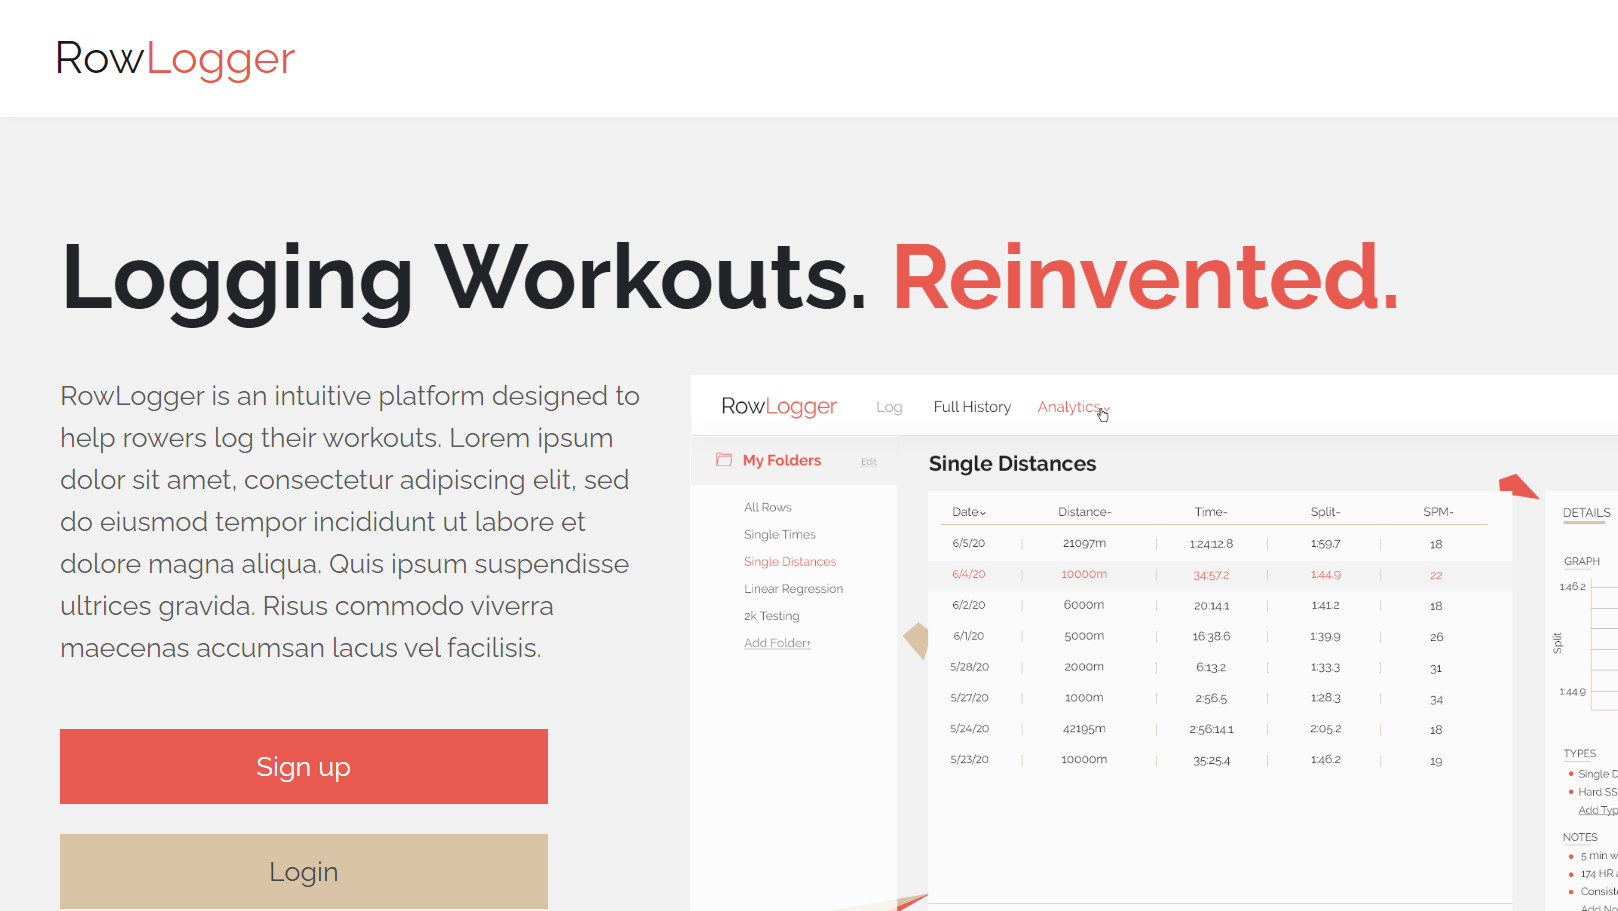 RowLogger
Logging Workouts. Reinvented.
RowLogger is an intuitive platform designed to
help rowers log their workouts. Lorem ipsum
dolor sit amet, consectetur adipiscing elit, sed
do eiusmod tempor incididunt ut labore et
dolore magna aliqua. Quis ipsum suspendisse
ultrices gravida. Risus commodo viverra
maecenas accumsan lacus vel facilisis.
Sign up
Login
RowLogger Log Full History Analytics
My Folders Edit
All Rows
Single Times
Single Distances
Linear Regression
2k Testing
Add Folder+
Single Distances
Date Distance- Time- Split- SPM-
6/5/20 | 21097m | 1:24:12.8 | 1:59.7 | 18
6/4/20 | 10000m | 34:57.2 | 1:44.9 | 22
6/2/20 | 6000m | 20:14.1 | 1:41.2 | 18
6/1/20 | 5000m | 16:38.6 | 1:39.9 | 26
5/28/20 | 2000m | 6:13.2 | 1:33.3 | 31
5/27/20 | 1000m | 2:56.5 | 1:28.3 | 34
5/24/20 | 42195m | 2:56:14.1 | 2:05.2 | 18
5/23/20 | 10000m | 35:25.4 | 1:46.2 | 19
DETAILS
GRAPH
1:46.2
Split
1:44.9
TYPES
Single D
Hard SS
Add Typ
NOTES
5 min w
174 HR
Consist
Add No